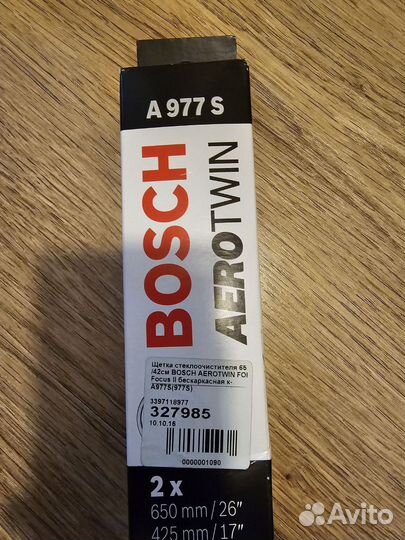 A 977 S
BOSCH
AEROTWIN
Щетка стеклоочистителя 65
/42см BOSCH AEROTWIN FO
Focus II бескаркасная к-
A977S(977S)
3397118977
327985
10.10.16
0000001090
2 x
650 mm / 26"
425 mm / 17"
Avito